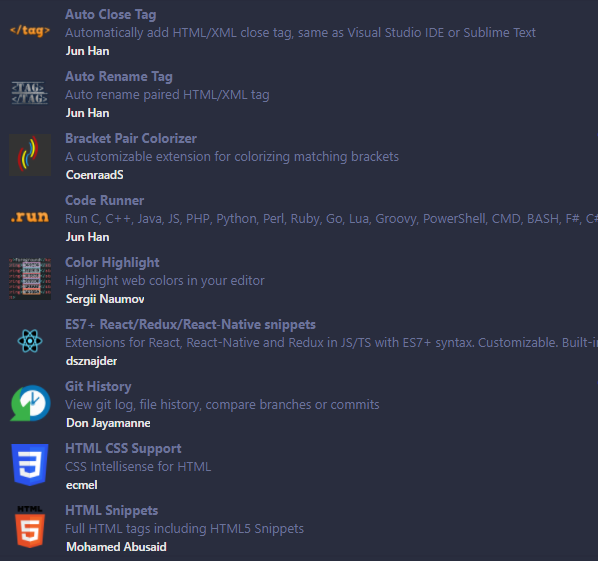 </tag>
Auto Close Tag
Automatically add HTML/XML close tag, same as Visual Studio IDE or Sublime Text
Jun Han
<TAG>
</TAG>
Auto Rename Tag
Auto rename paired HTML/XML tag
Jun Han
Bracket Pair Colorizer
A customizable extension for colorizing matching brackets
CoenraadS
.run
Code Runner
Run C, C++, Java, JS, PHP, Python, Perl, Ruby, Go, Lua, Groovy, PowerShell, CMD, BASH, F#, C#
Jun Han
Color Highlight
Highlight web colors in your editor
Sergii Naumov
ES7+ React/Redux/React-Native snippets
Extensions for React, React-Native and Redux in JS/TS with ES7+ syntax. Customizable. Built-in
dsznajder
Git History
View git log, file history, compare branches or commits
Don Jayamanne
3
HTML CSS Support
CSS Intellisense for HTML
ecmel
HTML
5
HTML Snippets
Full HTML tags including HTML5 Snippets
Mohamed Abusaid